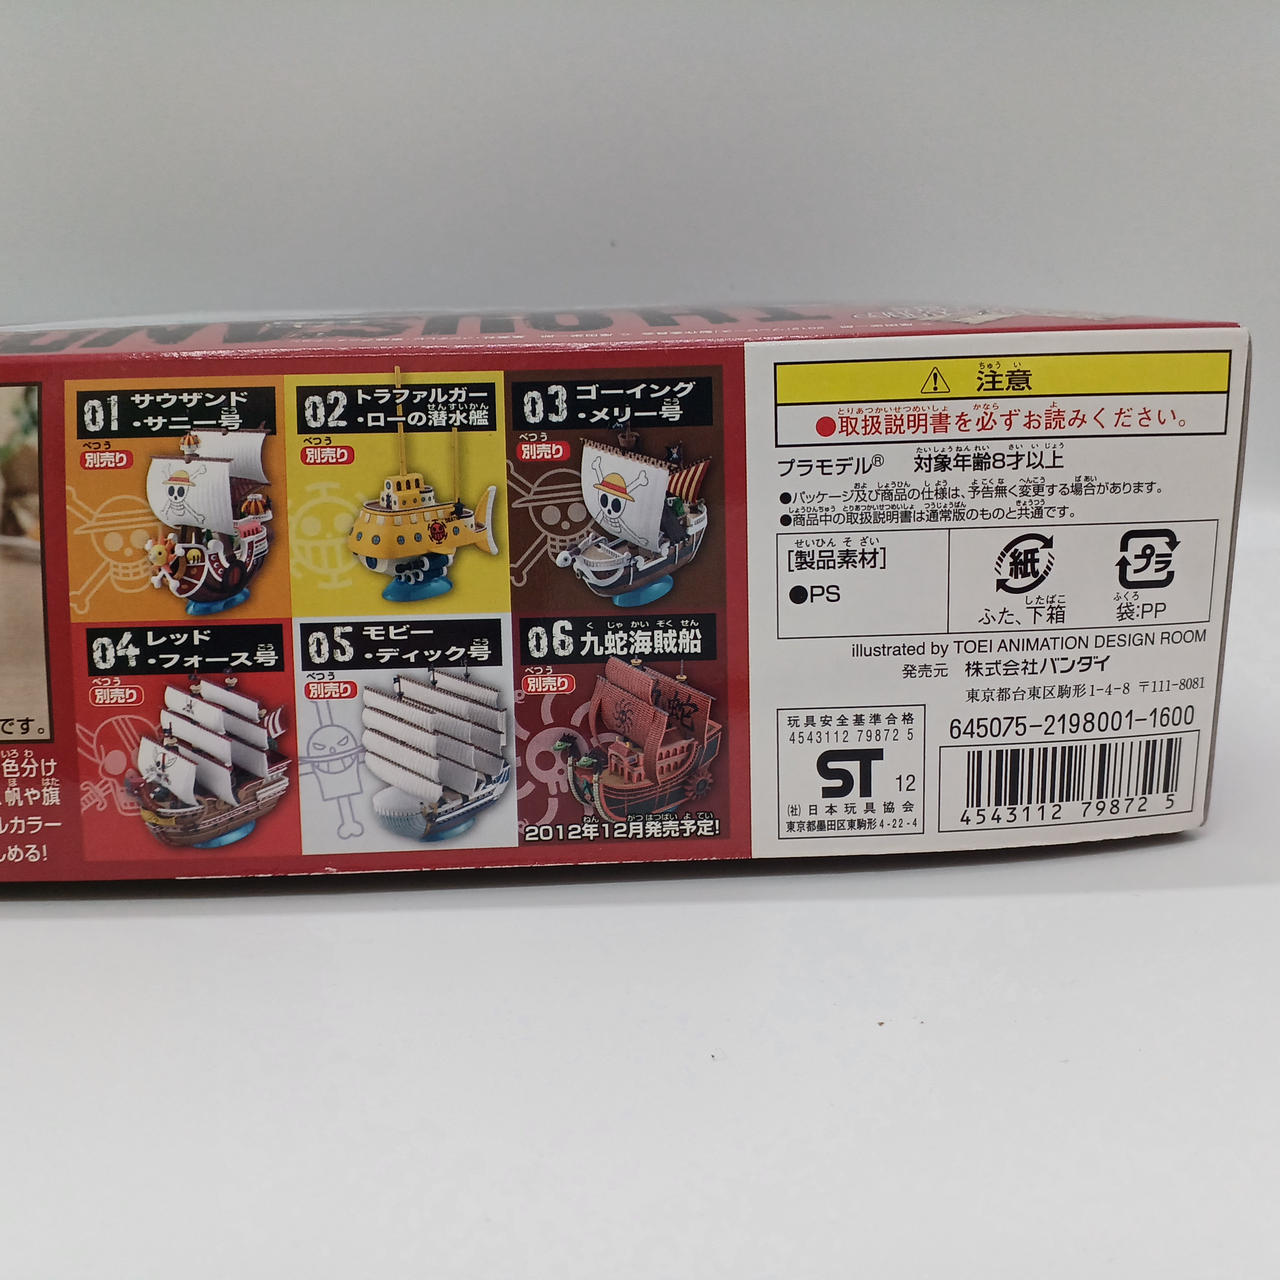 THOUSAN
です。
色分け
帆や旗
ルカラー
しめる!
01 サウザンド
・サニー号
別売り
02 トラファルガー
・ローの潜水艦
別売り
03 ゴーイング
・メリー号
別売り
04 レッド
・フォース号
別売り
05 モビー
・ディック号
別売り
06 九蛇海賊船
別売り
2012年12月発売予定!
注意
●取扱説明書を必ずお読みください。
プラモデル® 対象年齢8才以上
●パッケージ及び商品の仕様は、予告無く変更する場合があります。
●商品中の取扱説明書は通常版のものと共通です。
[製品素材]
●PS
紙
ふた、下箱
プラ
袋:PP
illustrated by TOEI ANIMATION DESIGN ROOM
発売元 株式会社バンダイ
東京都台東区駒形1-4-8 〒111-8081
玩具安全基準合格
4543112 79872 5
ST 12
(社)日本玩具協会
東京都墨田区東駒形4-22-4
645075-2198001-1600
4543112 79872 5